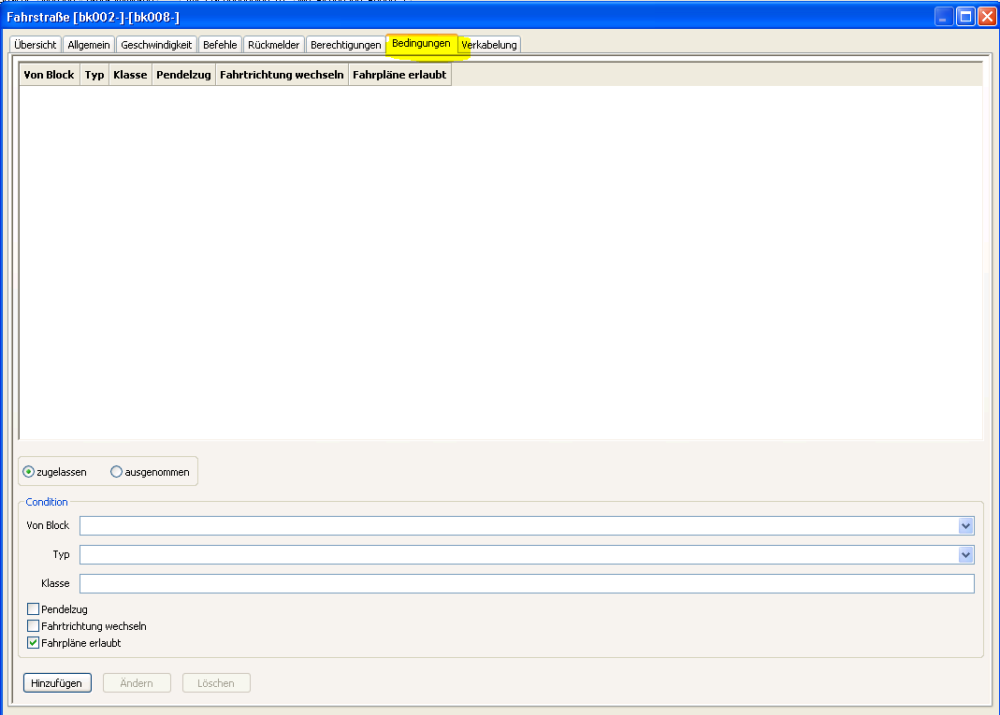 Fahrstraße [bk002-]-[bk008-]
Übersicht Allgemein Geschwindigkeit Befehle Rückmelder Berechtigungen Bedingungen Verkabelung
Von Block Typ Klasse Pendelzug Fahrtrichtung wechseln Fahrpläne erlaubt
zugelassen ausgenommen
Condition
Von Block
Typ
Klasse
Pendelzug
Fahrtrichtung wechseln
Fahrpläne erlaubt
Hinzufügen Ändern Löschen